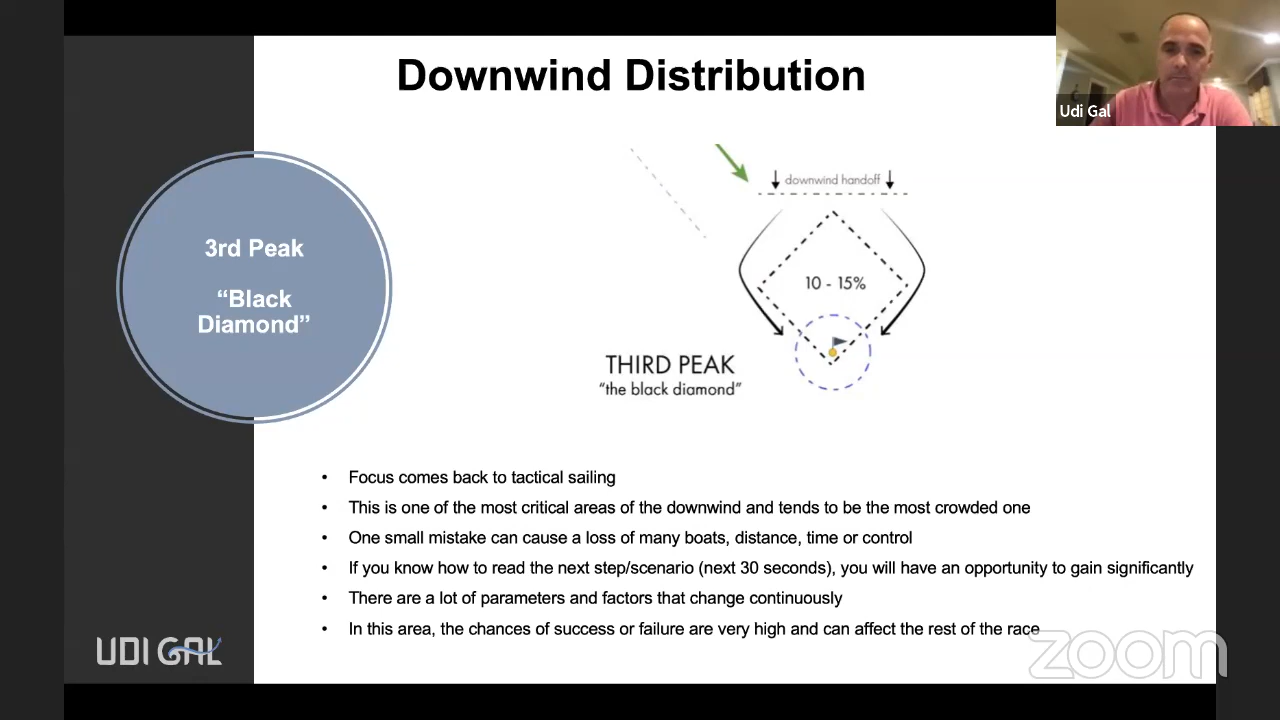 Downwind Distribution
Udi Gal
3rd Peak
“Black
Diamond”
downwind handoff
10 - 15%
THIRD PEAK
“the black diamond”
• Focus comes back to tactical sailing
• This is one of the most critical areas of the downwind and tends to be the most crowded one
• One small mistake can cause a loss of many boats, distance, time or control
• If you know how to read the next step/scenario (next 30 seconds), you will have an opportunity to gain significantly
• There are a lot of parameters and factors that change continuously
• In this area, the chances of success or failure are very high and can affect the rest of the race
UDI GAL
zoom